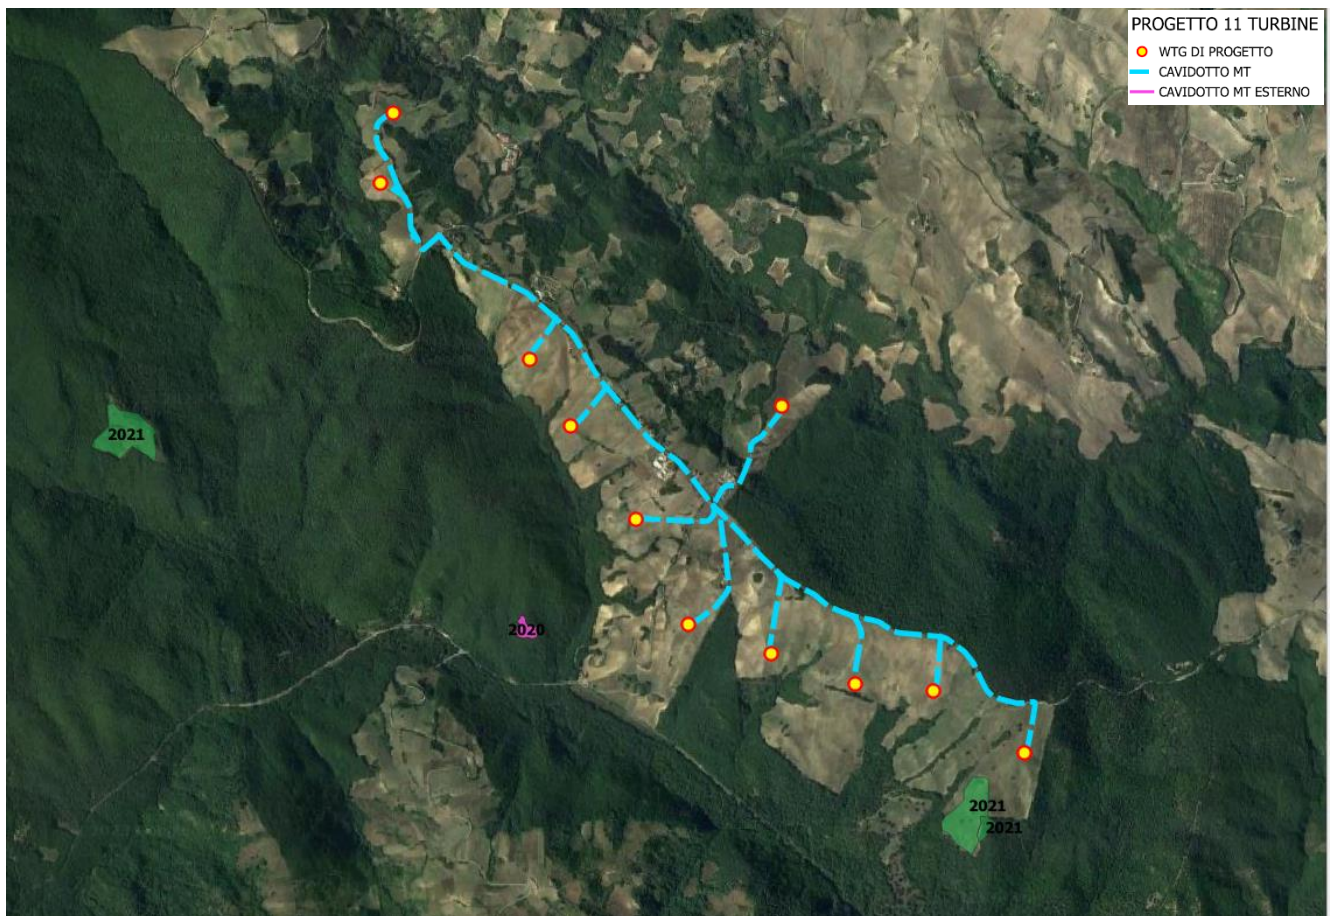 PROGETTO 11 TURBINE
WTG DI PROGETTO
CAVIDOTTO MT
CAVIDOTTO MT ESTERNO
2021
2020
2021
2021